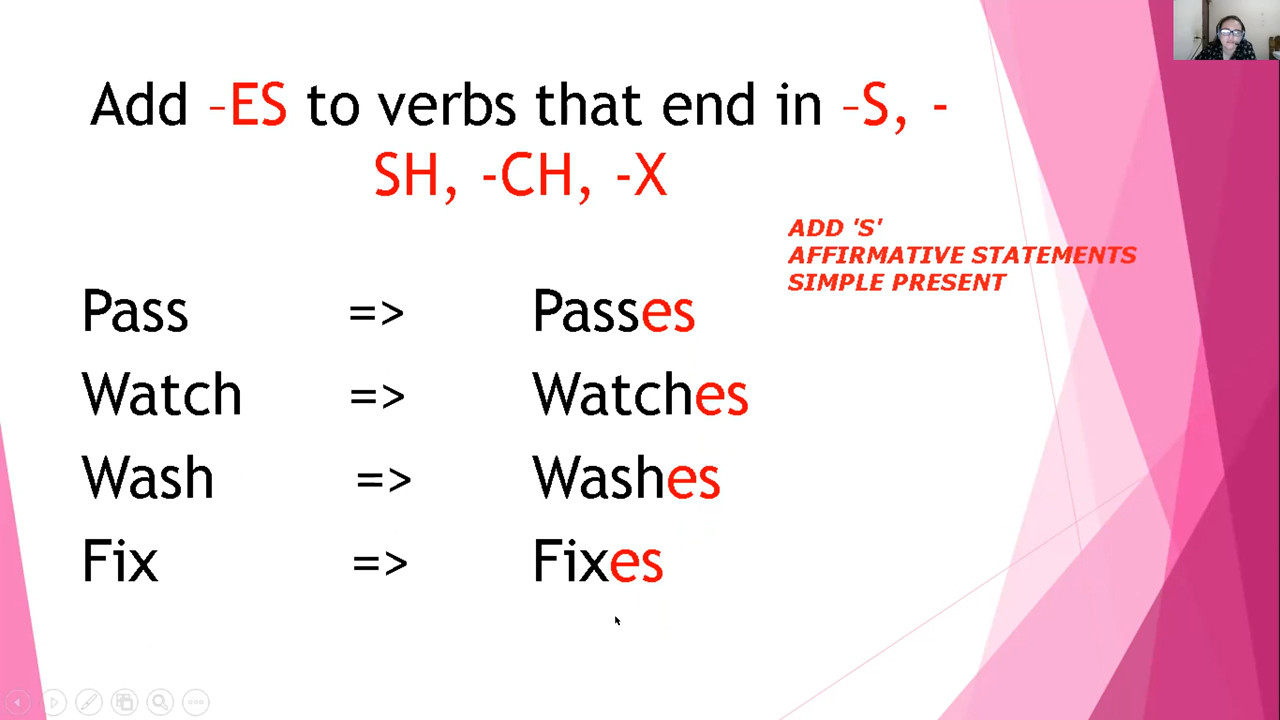 Add –ES to verbs that end in –S, -
SH, -CH, -X
ADD 'S'
AFFIRMATIVE STATEMENTS
SIMPLE PRESENT
Pass => Passes
Watch => Watches
Wash => Washes
Fix => Fixes